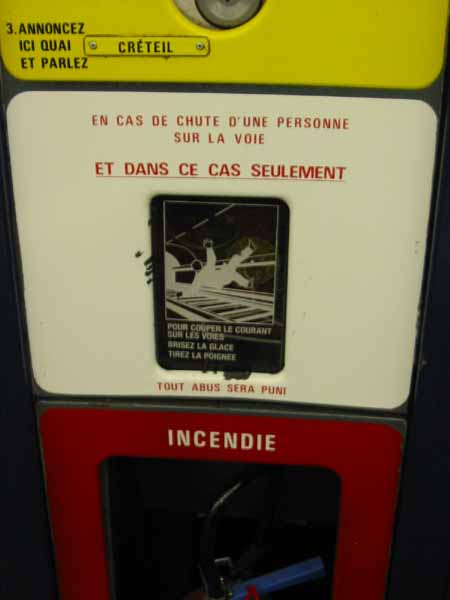 3. ANNONCEZ
ICI QUAI CRÉTEIL
ET PARLEZ
EN CAS DE CHUTE D'UNE PERSONNE
SUR LA VOIE
ET DANS CE CAS SEULEMENT
POUR COUPER LE COURANT
SUR LES VOIES
BRISEZ LA GLACE
TIREZ LA POIGNEE
TOUT ABUS SERA PUNI
INCENDIE